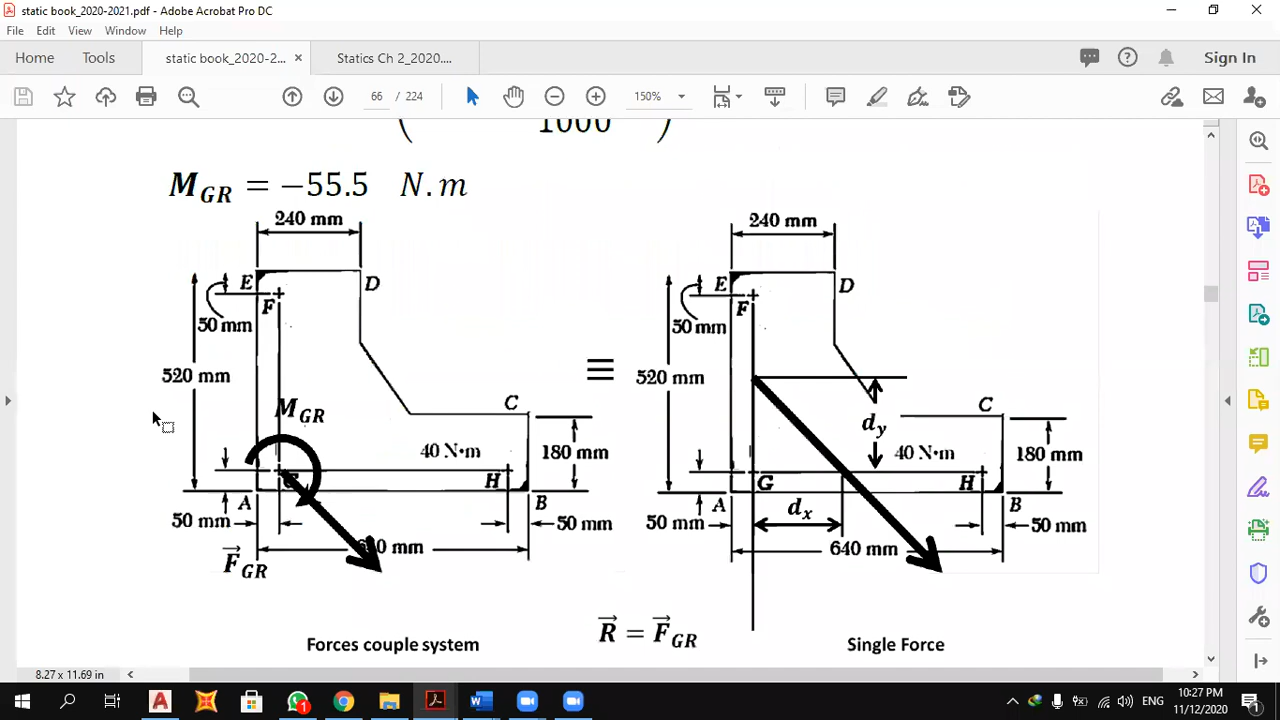 static book_2020-2021.pdf - Adobe Acrobat Pro DC
File Edit View Window Help
Home Tools static book_2020-2... × Statics Ch 2_2020.... Sign In
66 / 224 150%
1000
M_GR = −55.5 N.m
240 mm
E
D
F
50 mm
520 mm
M_GR
C
40 N·m
180 mm
G
H
A
B
50 mm
50 mm
mm
F_GR
Forces couple system
≡
240 mm
E
D
F
50 mm
520 mm
d_y
C
40 N·m
180 mm
G
H
A
B
50 mm
d_x
50 mm
640 mm
R = F_GR
Single Force
8.27 x 11.69 in
ENG
10:27 PM
11/12/2020